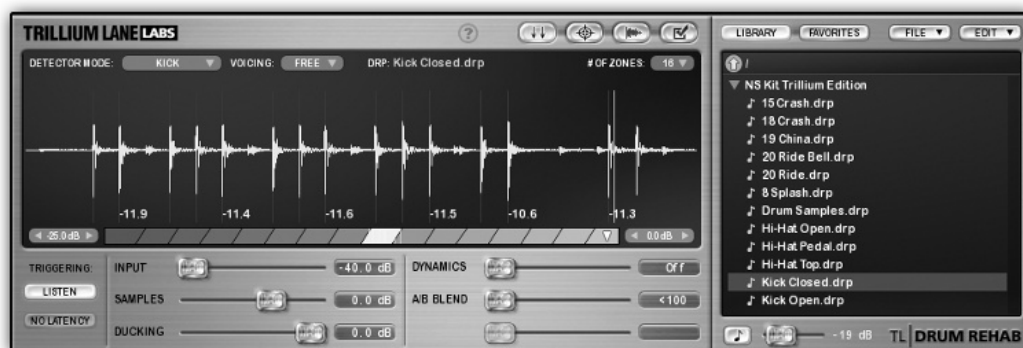 TRILLIUM LANE LABS
?
LIBRARY FAVORITES FILE EDIT
DETECTOR MODE: KICK VOICING: FREE DRP: Kick Closed.drp # OF ZONES: 16
/
NS Kit Trillium Edition
15 Crash.drp
18 Crash.drp
19 China.drp
20 Ride Bell.drp
20 Ride.drp
8 Splash.drp
Drum Samples.drp
Hi-Hat Open.drp
Hi-Hat Pedal.drp
Hi-Hat Top.drp
Kick Closed.drp
Kick Open.drp
-11.9 -11.4 -11.6 -11.5 -10.6 -11.3
-25.0 dB 0.0 dB
TRIGGERING: INPUT -40.0 dB DYNAMICS Off
LISTEN SAMPLES 0.0 dB A/B BLEND <100
NO LATENCY DUCKING 0.0 dB
-19 dB TL DRUM REHAB